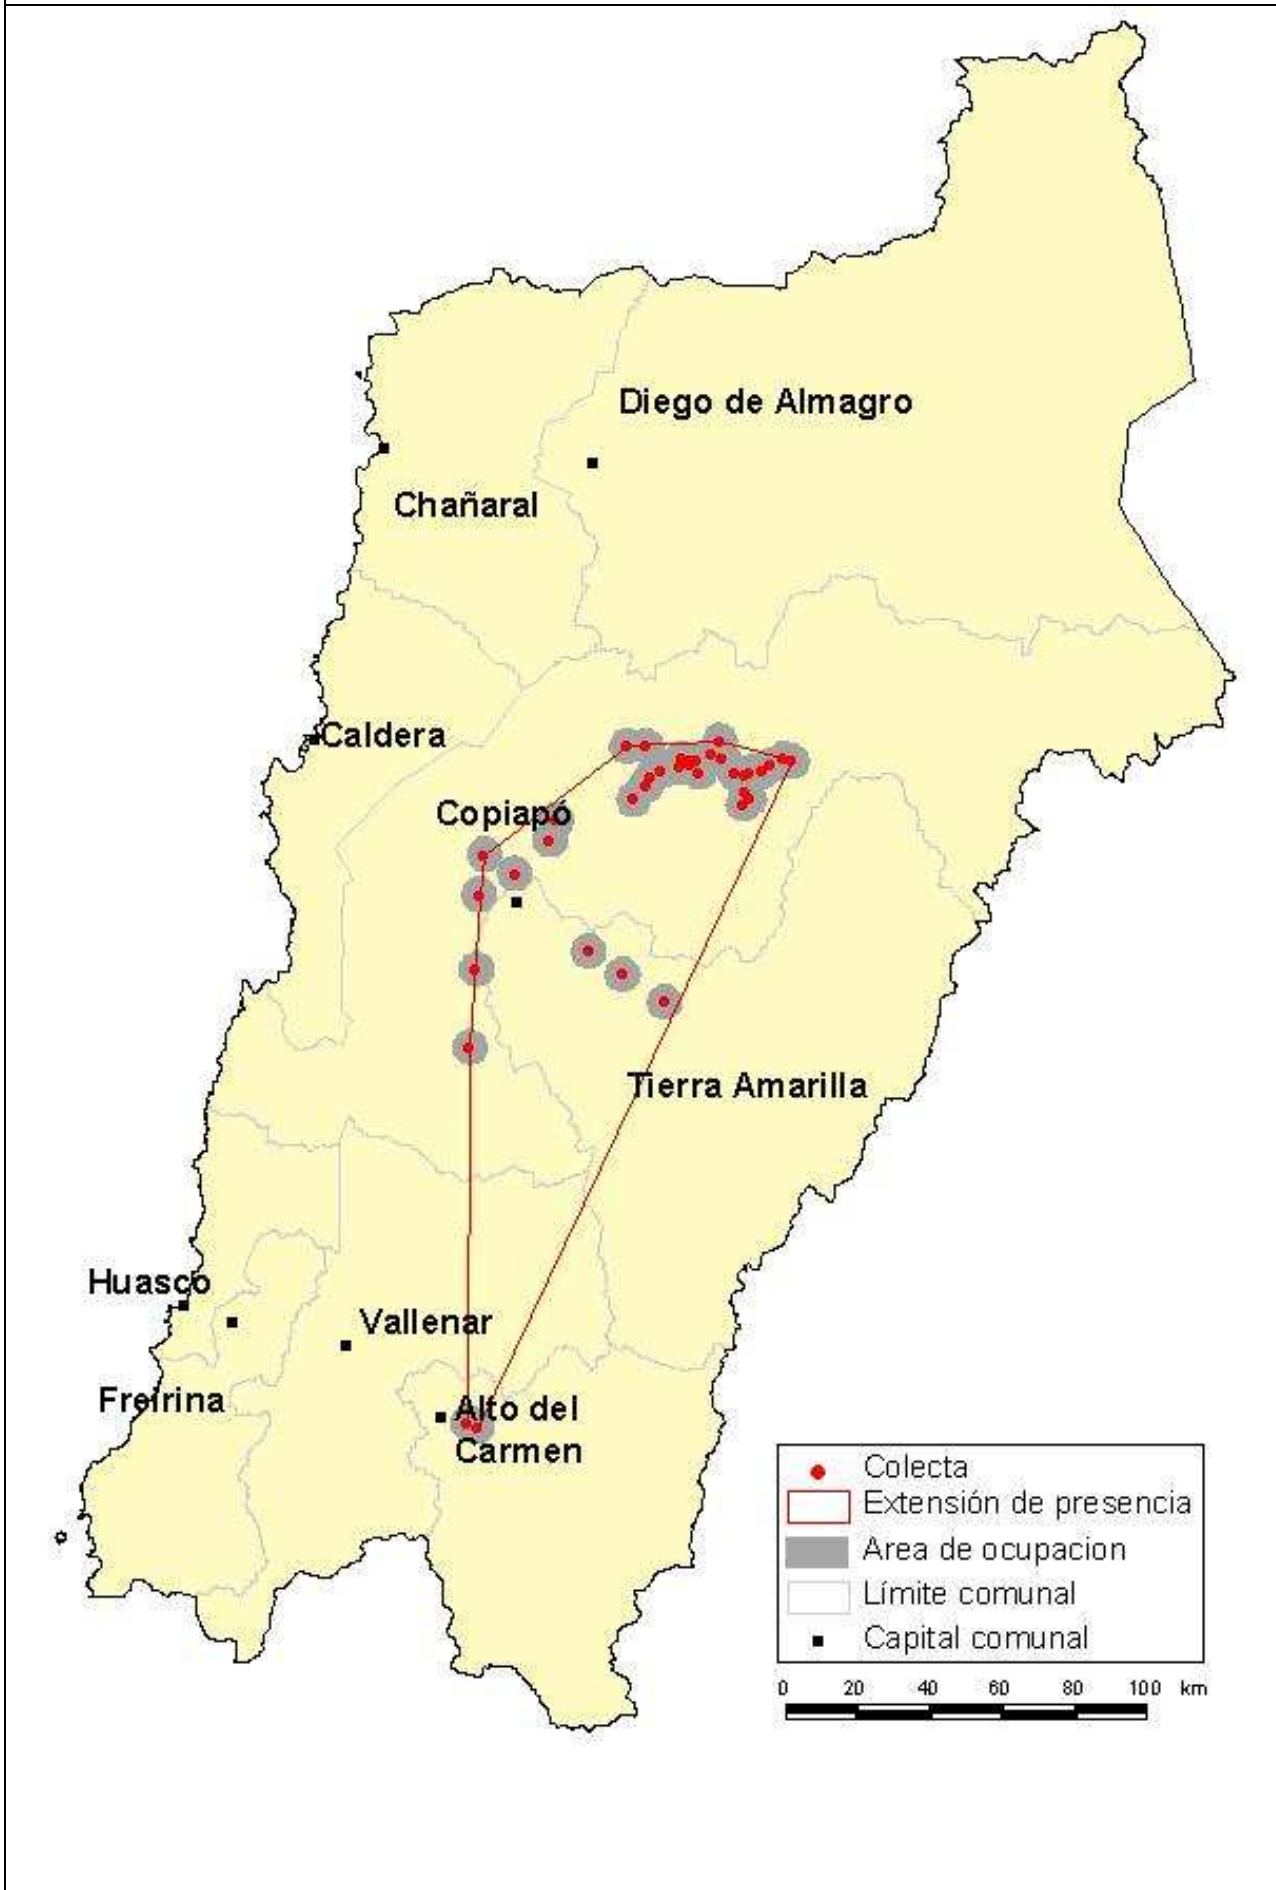 Diego de Almagro
Chañaral
Caldera
Copiapó
Tierra Amarilla
Huasco
Vallenar
Freirina
Alto del
Carmen
Colecta
Extensión de presencia
Area de ocupacion
Límite comunal
Capital comunal
0 20 40 60 80 100 km